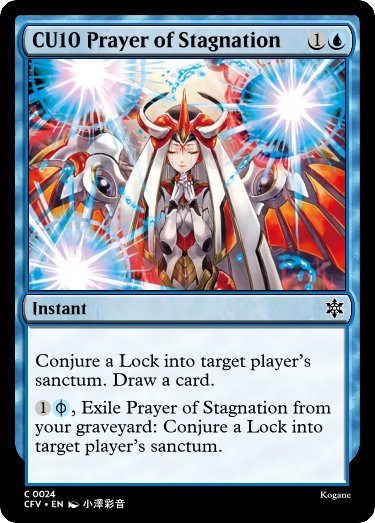 CU10 Prayer of Stagnation 1
Instant
Conjure a Lock into target player's
sanctum. Draw a card.
1, Exile Prayer of Stagnation from
your graveyard: Conjure a Lock into
target player's sanctum.
C 0024
Kogane
CFV • EN 小澤彩音